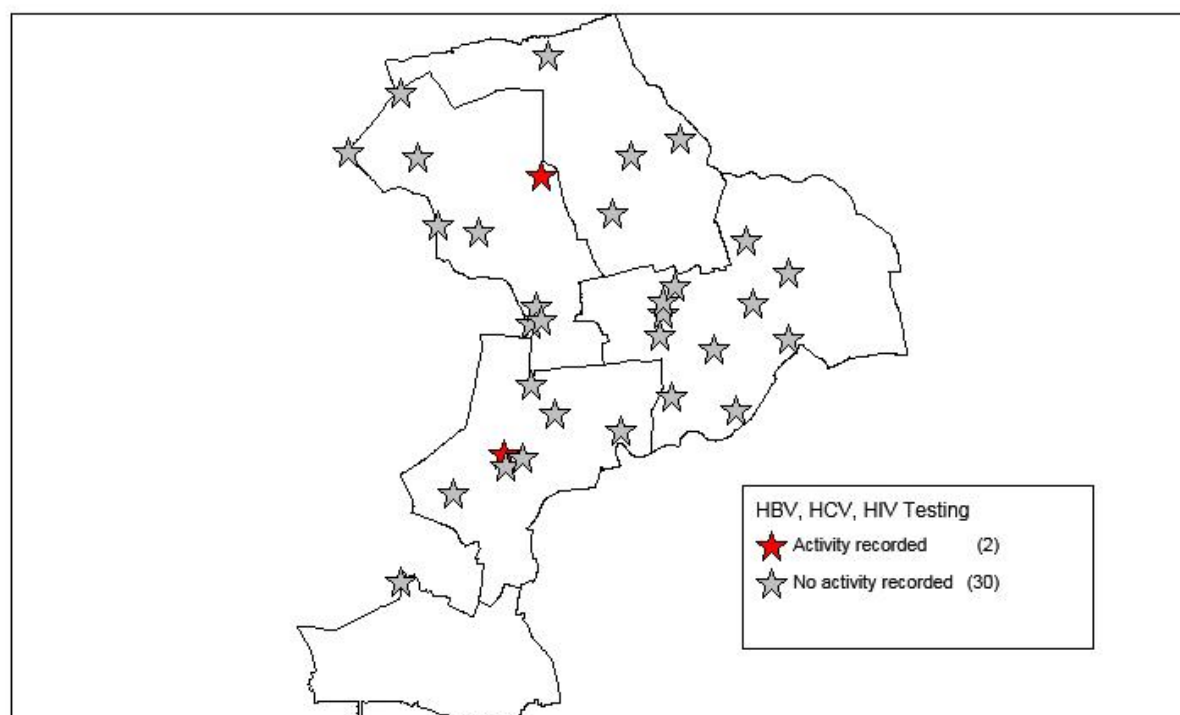 HBV, HCV, HIV Testing
Activity recorded (2)
No activity recorded (30)